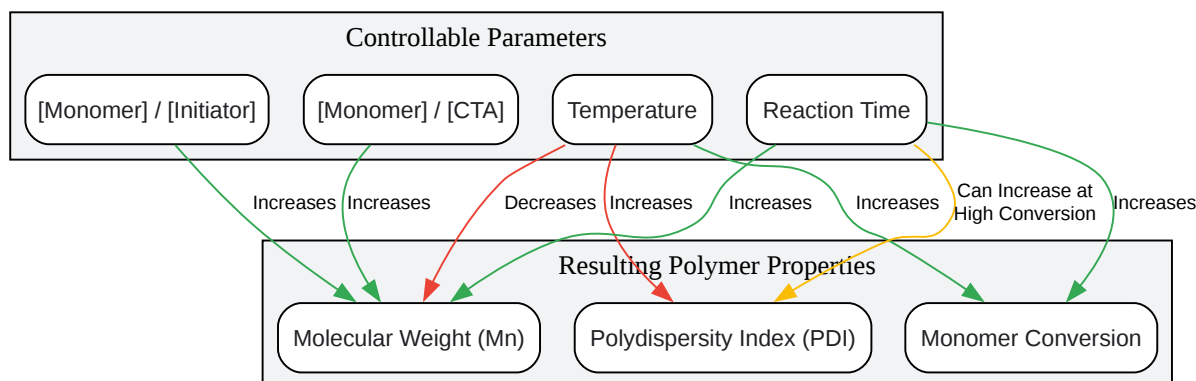 Controllable Parameters
[Monomer] / [Initiator]
[Monomer] / [CTA]
Temperature
Reaction Time
Increases
Increases
Decreases
Increases
Increases
Increases
Can Increase at
High Conversion
Increases
Resulting Polymer Properties
Molecular Weight (Mn)
Polydispersity Index (PDI)
Monomer Conversion